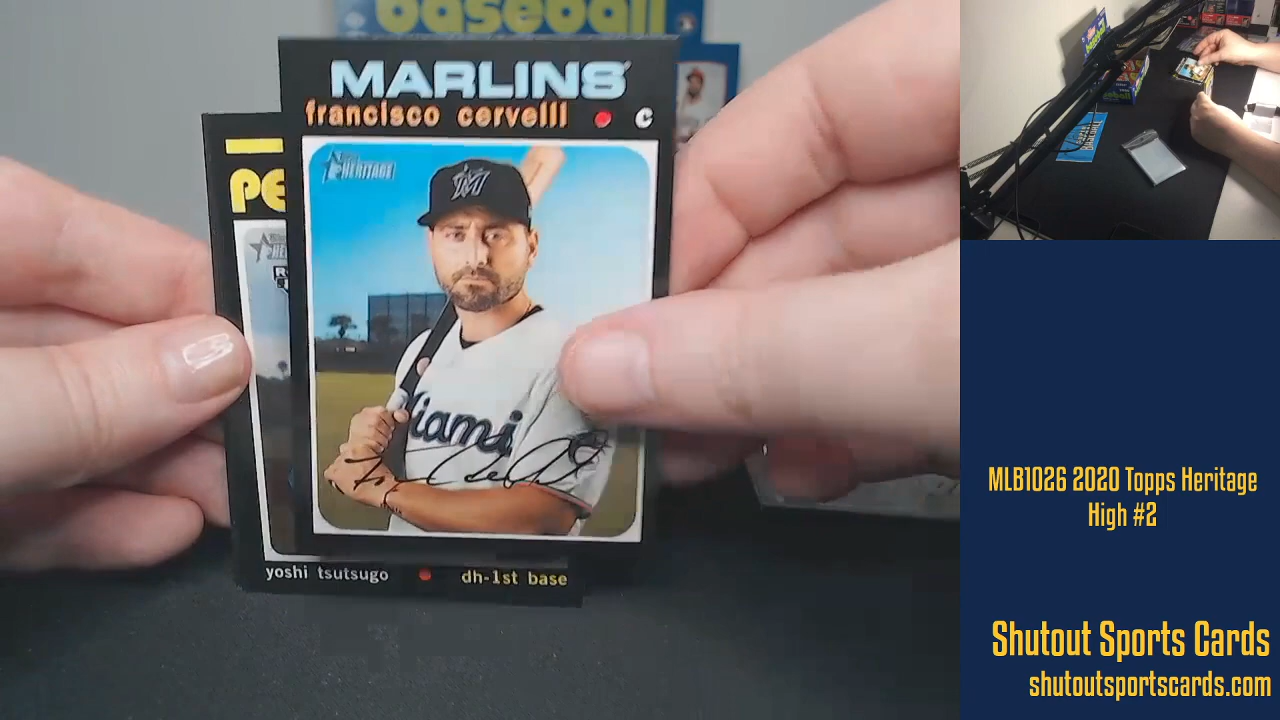 baseball
MARLINS
francisco cervelli • c
HERITAGE
PE
Miami
yoshi tsutsugo • dh-1st base
MLB1026 2020 Topps Heritage
High #2
Shutout Sports Cards
shutoutsportscards.com